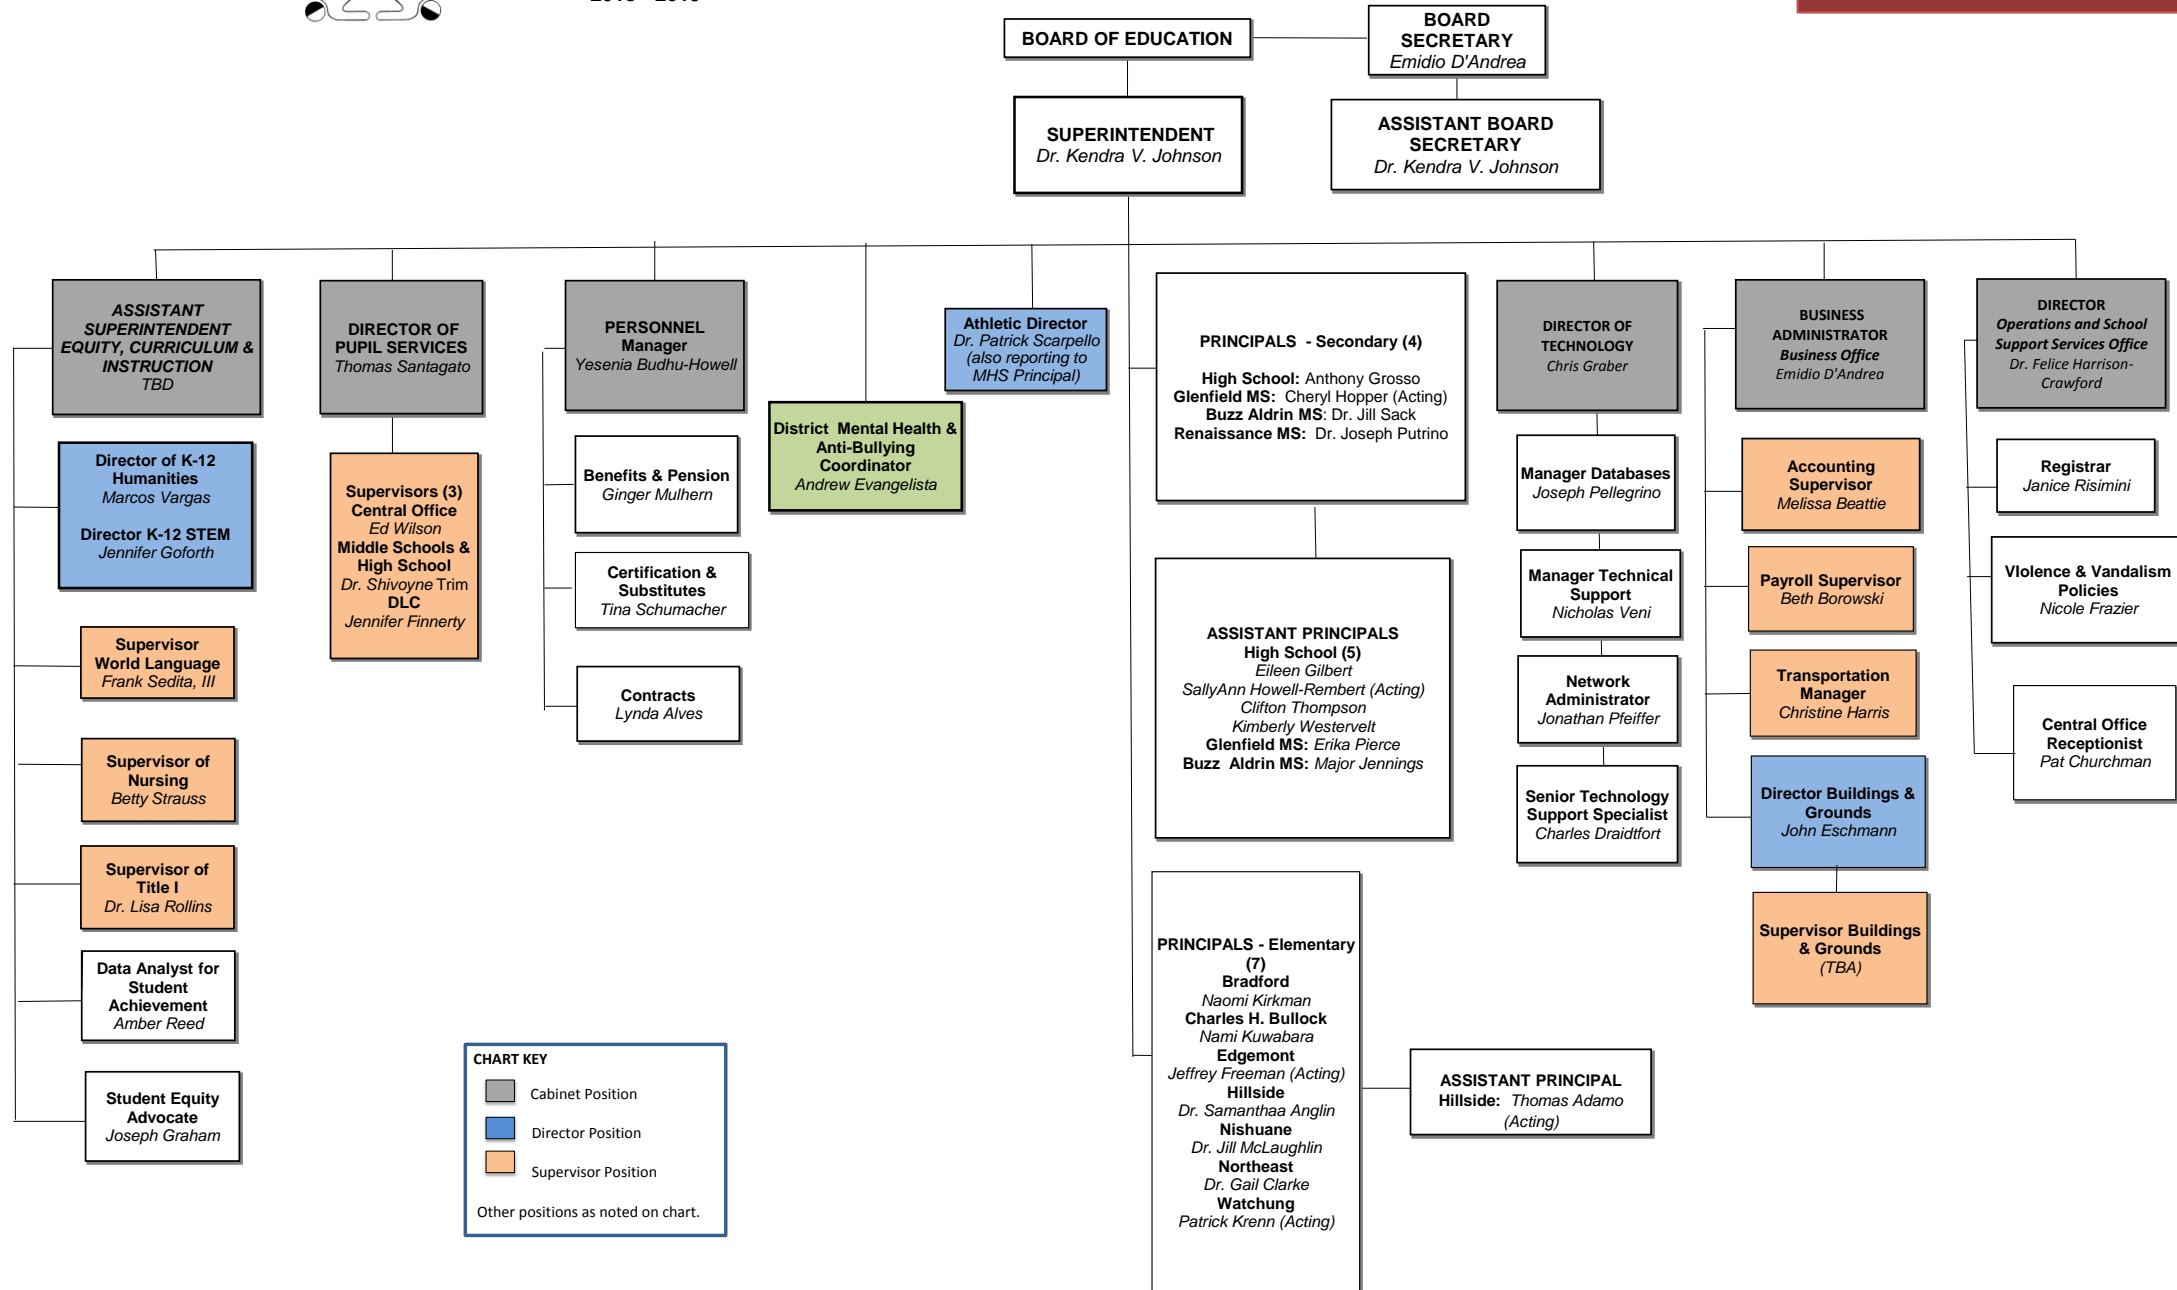 BOARD OF EDUCATION
BOARD
SECRETARY
Emidio D'Andrea
SUPERINTENDENT
Dr. Kendra V. Johnson
ASSISTANT BOARD
SECRETARY
Dr. Kendra V. Johnson
ASSISTANT
SUPERINTENDENT
EQUITY, CURRICULUM &
INSTRUCTION
TBD
DIRECTOR OF
PUPIL SERVICES
Thomas Santagato
PERSONNEL
Manager
Yesenia Budhu-Howell
District  Mental Health &
Anti-Bullying
Coordinator
Andrew Evangelista
Athletic Director
Dr. Patrick Scarpello
(also reporting to
MHS Principal)
PRINCIPALS  - Secondary (4)
High School: Anthony Grosso
Glenfield MS:  Cheryl Hopper (Acting)
Buzz Aldrin MS: Dr. Jill Sack
Renaissance MS:  Dr. Joseph Putrino
DIRECTOR OF
TECHNOLOGY
Chris Graber
BUSINESS
ADMINISTRATOR
Business Office
Emidio D'Andrea
DIRECTOR
Operations and School
Support Services Office
Dr. Felice Harrison-
Crawford
Director of K-12
Humanities
Marcos Vargas
Director K-12 STEM
Jennifer Goforth
Supervisor
World Language
Frank Sedita, III
Supervisor of
Nursing
Betty Strauss
Supervisor of
Title I
Dr. Lisa Rollins
Data Analyst for
Student
Achievement
Amber Reed
Student Equity
Advocate
Joseph Graham
Supervisors (3)
Central Office
Ed Wilson
Middle Schools &
High School
Dr. Shivoyne Trim
DLC
Jennifer Finnerty
Benefits & Pension
Ginger Mulhern
Certification &
Substitutes
Tina Schumacher
Contracts
Lynda Alves
ASSISTANT PRINCIPALS
High School (5)
Eileen Gilbert
SallyAnn Howell-Rembert (Acting)
Clifton Thompson
Kimberly Westervelt
Glenfield MS: Erika Pierce
Buzz  Aldrin MS: Major Jennings
PRINCIPALS - Elementary
(7)
Bradford
Naomi Kirkman
Charles H. Bullock
Nami Kuwabara
Edgemont
Jeffrey Freeman (Acting)
Hillside
Dr. Samanthaa Anglin
Nishuane
Dr. Jill McLaughlin
Northeast
Dr. Gail Clarke
Watchung
Patrick Krenn (Acting)
ASSISTANT PRINCIPAL
Hillside:  Thomas Adamo
(Acting)
Manager Databases
Joseph Pellegrino
Manager Technical
Support
Nicholas Veni
Network
Administrator
Jonathan Pfeiffer
Senior Technology
Support Specialist
Charles Draidtfort
Accounting
Supervisor
Melissa Beattie
Payroll Supervisor
Beth Borowski
Transportation
Manager
Christine Harris
Director Buildings &
Grounds
John Eschmann
Supervisor Buildings
& Grounds
(TBA)
Registrar
Janice Risimini
VIolence & Vandalism
Policies
Nicole Frazier
Central Office
Receptionist
Pat Churchman
CHART KEY
Cabinet Position
Director Position
Supervisor Position
Other positions as noted on chart.